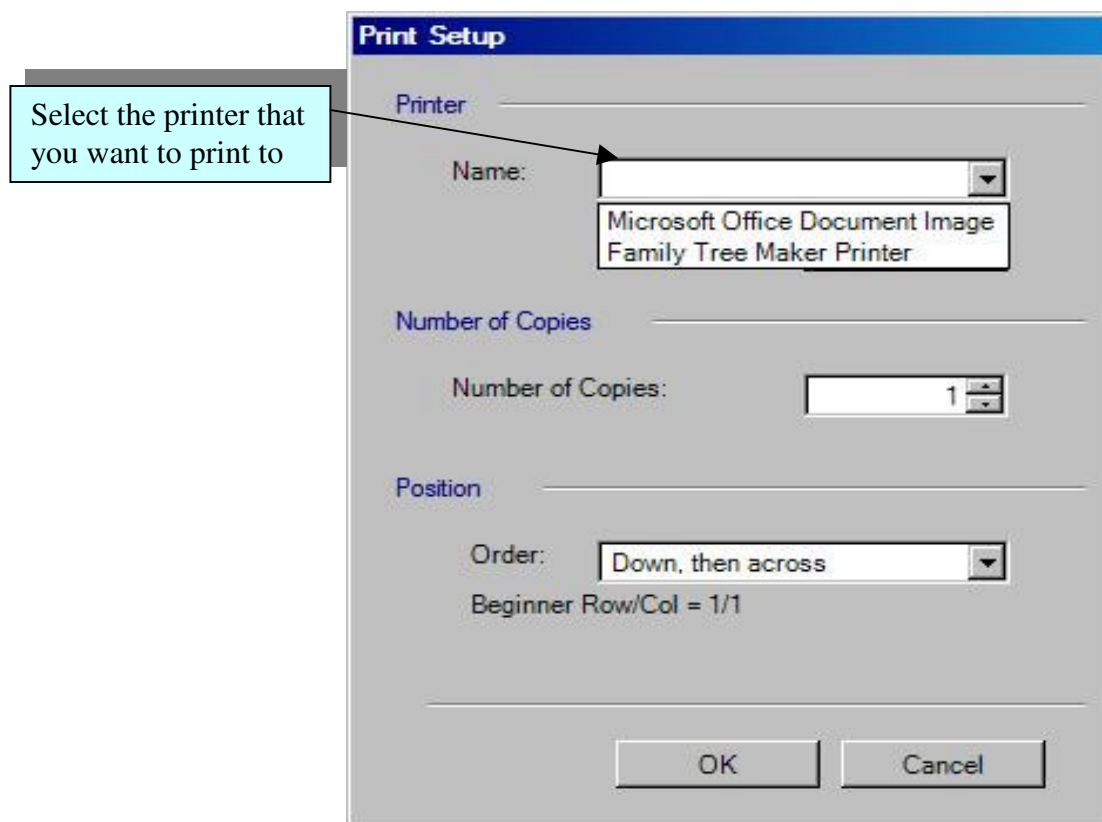 Print Setup
Select the printer that
you want to print to
Printer
Name:
Microsoft Office Document Image
Family Tree Maker Printer
Number of Copies
Number of Copies: 1
Position
Order: Down, then across
Beginner Row/Col = 1/1
OK Cancel